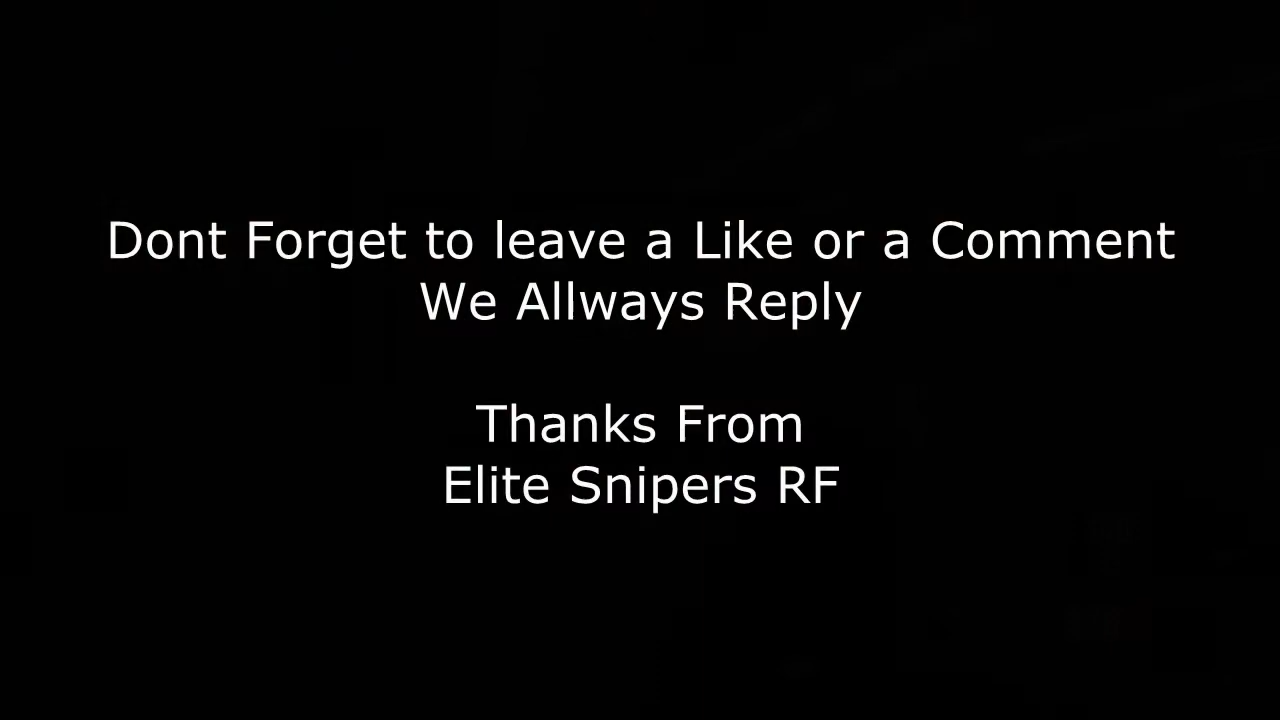 Dont Forget to leave a Like or a Comment
We Allways Reply
Thanks From
Elite Snipers RF